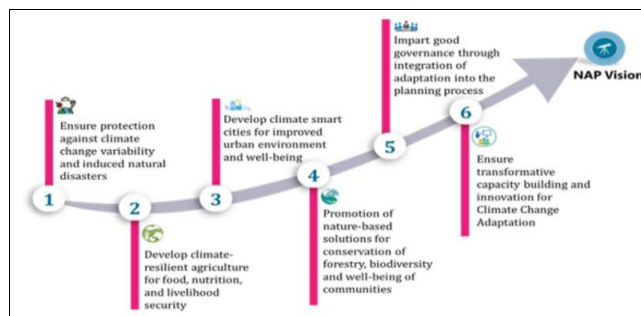 1
Ensure protection
against climate
change variability
and induced natural
disasters
2
Develop climate-
resilient agriculture
for food, nutrition,
and livelihood
security
3
Develop climate smart
cities for improved
urban environment
and well-being
4
Promotion of
nature-based
solutions for
conservation of
forestry, biodiversity
and well-being of
communities
5
Impart good
governance through
integration of
adaptation into the
planning process
6
Ensure
transformative
capacity building and
innovation for
Climate Change
Adaptation
NAP Vision